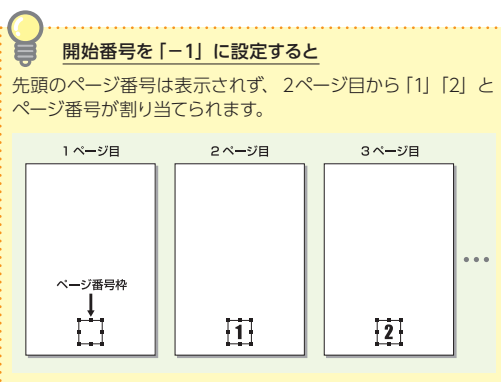 開始番号を「−1」に設定すると
先頭のページ番号は表示されず、2ページ目から「1」「2」と
ページ番号が割り当てられます。
1ページ目 2ページ目 3ページ目
ページ番号枠
1 2